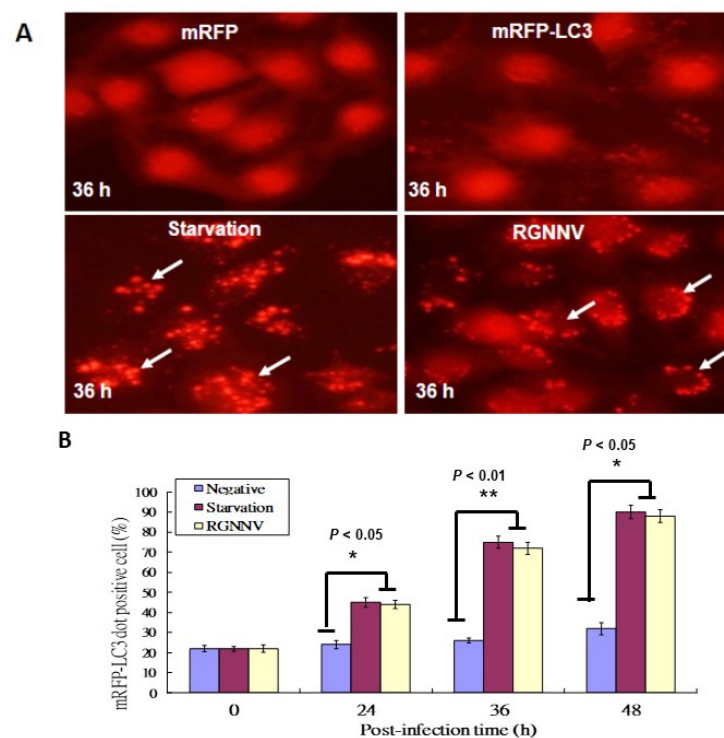 A
mRFP
mRFP-LC3
36 h
36 h
Starvation
RGNNV
36 h
36 h
B
P < 0.05
P < 0.01
*
Negative
Starvation
RGNNV
**
P < 0.05
*
mRFP-LC3 dot positive cell (%)
100
90
80
70
60
50
40
30
20
10
0
0
24
36
48
Post-infection time (h)